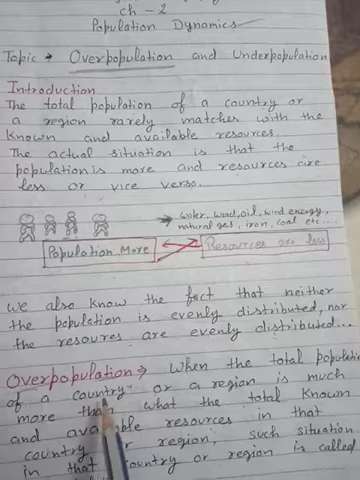 ch - 2
Population Dynamics
Topic → Overpopulation and Underpopulation
Introduction
The total population of a country or
a region rarely matches with the
known and available resources.
The actual situation is that the
population is more and resources are
less or vice versa.
→ water, wood, oil, wind energy,
natural gas, iron, coal etc...
Population More
Resources are less
we also know the fact that neither
the population is evenly distributed, nor
the resoures are evenly distributed...
Overpopulation → When the total populati
of a country or a region is much
more than what the total known
and available resources in that
country or region, such situation
in that country or region is called